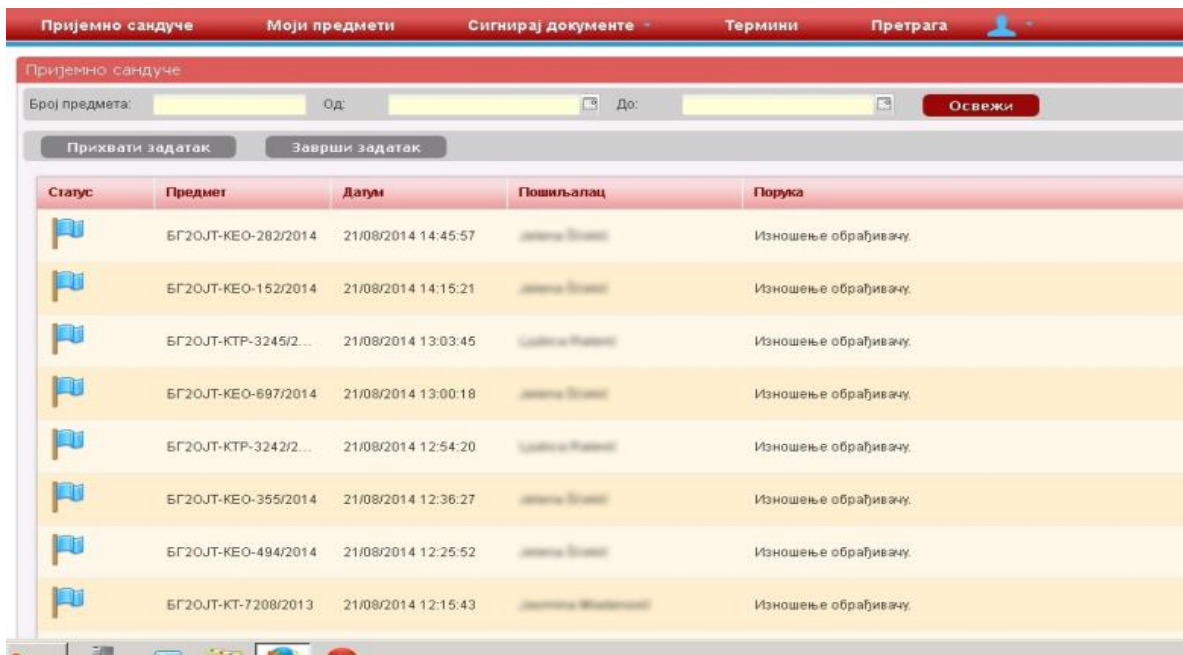 Пријемно сандуче Моји предмети Сигнирај документе Термини Претрага
Пријемно сандуче
Број предмета: Од: До: Освежи
Прихвати задатак Заврши задатак
Статус Предмет Датум Пошиљалац Порука
БГ2ОЈТ-КЕО-282/2014 21/08/2014 14:45:57 Изношење обрађивачу.
БГ2ОЈТ-КЕО-152/2014 21/08/2014 14:15:21 Изношење обрађивачу.
БГ2ОЈТ-КТР-3245/2... 21/08/2014 13:03:45 Изношење обрађивачу.
БГ2ОЈТ-КЕО-697/2014 21/08/2014 13:00:18 Изношење обрађивачу.
БГ2ОЈТ-КТР-3242/2... 21/08/2014 12:54:20 Изношење обрађивачу.
БГ2ОЈТ-КЕО-355/2014 21/08/2014 12:36:27 Изношење обрађивачу.
БГ2ОЈТ-КЕО-494/2014 21/08/2014 12:25:52 Изношење обрађивачу.
БГ2ОЈТ-КТ-7208/2013 21/08/2014 12:15:43 Изношење обрађивачу.